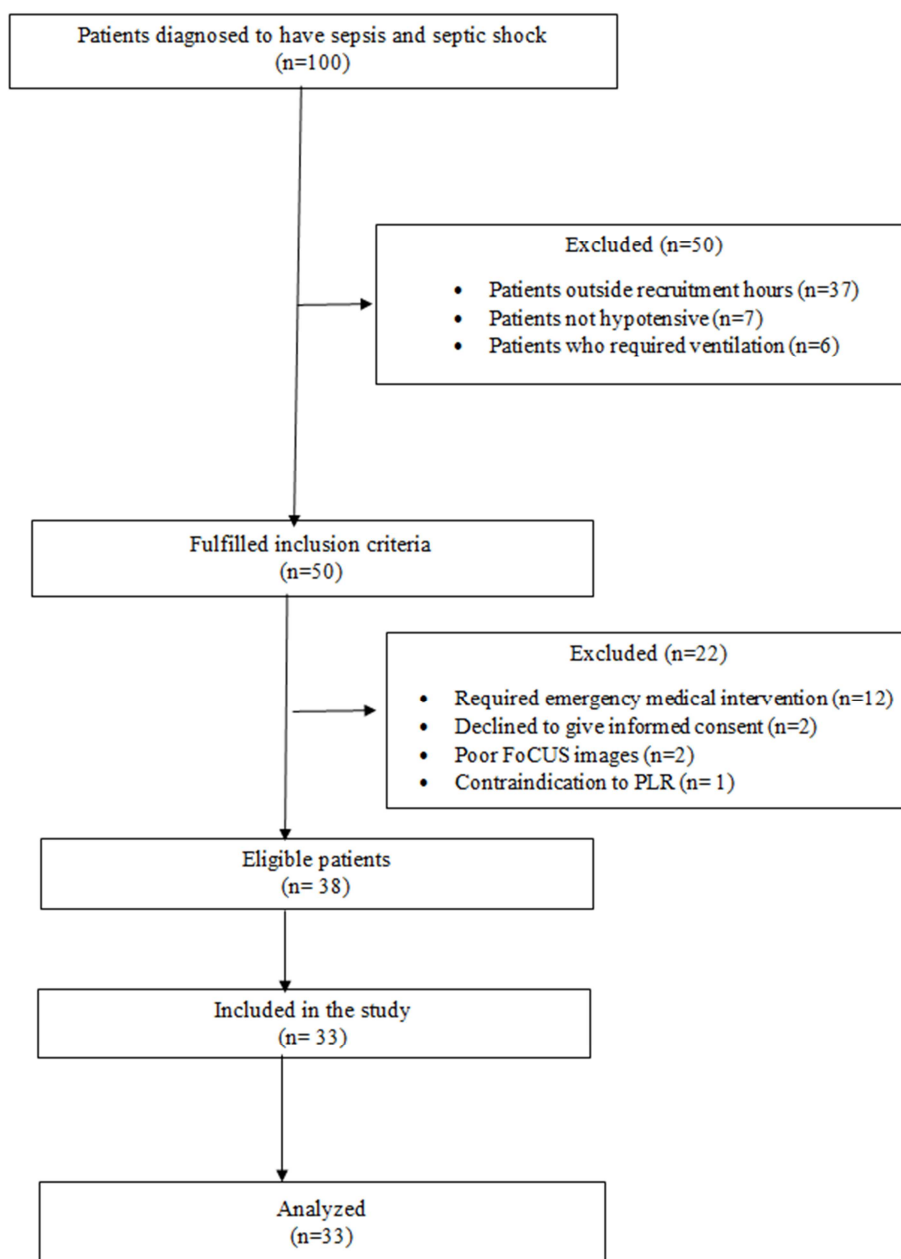 Patients diagnosed to have sepsis and septic shock
(n=100)
Excluded (n=50)
• Patients outside recruitment hours (n=37)
• Patients not hypotensive (n=7)
• Patients who required ventilation (n=6)
Fulfilled inclusion criteria
(n=50)
Excluded (n=22)
• Required emergency medical intervention (n=12)
• Declined to give informed consent (n=2)
• Poor FoCUS images (n=2)
• Contraindication to PLR (n= 1)
Eligible patients
(n= 38)
Included in the study
(n= 33)
Analyzed
(n=33)